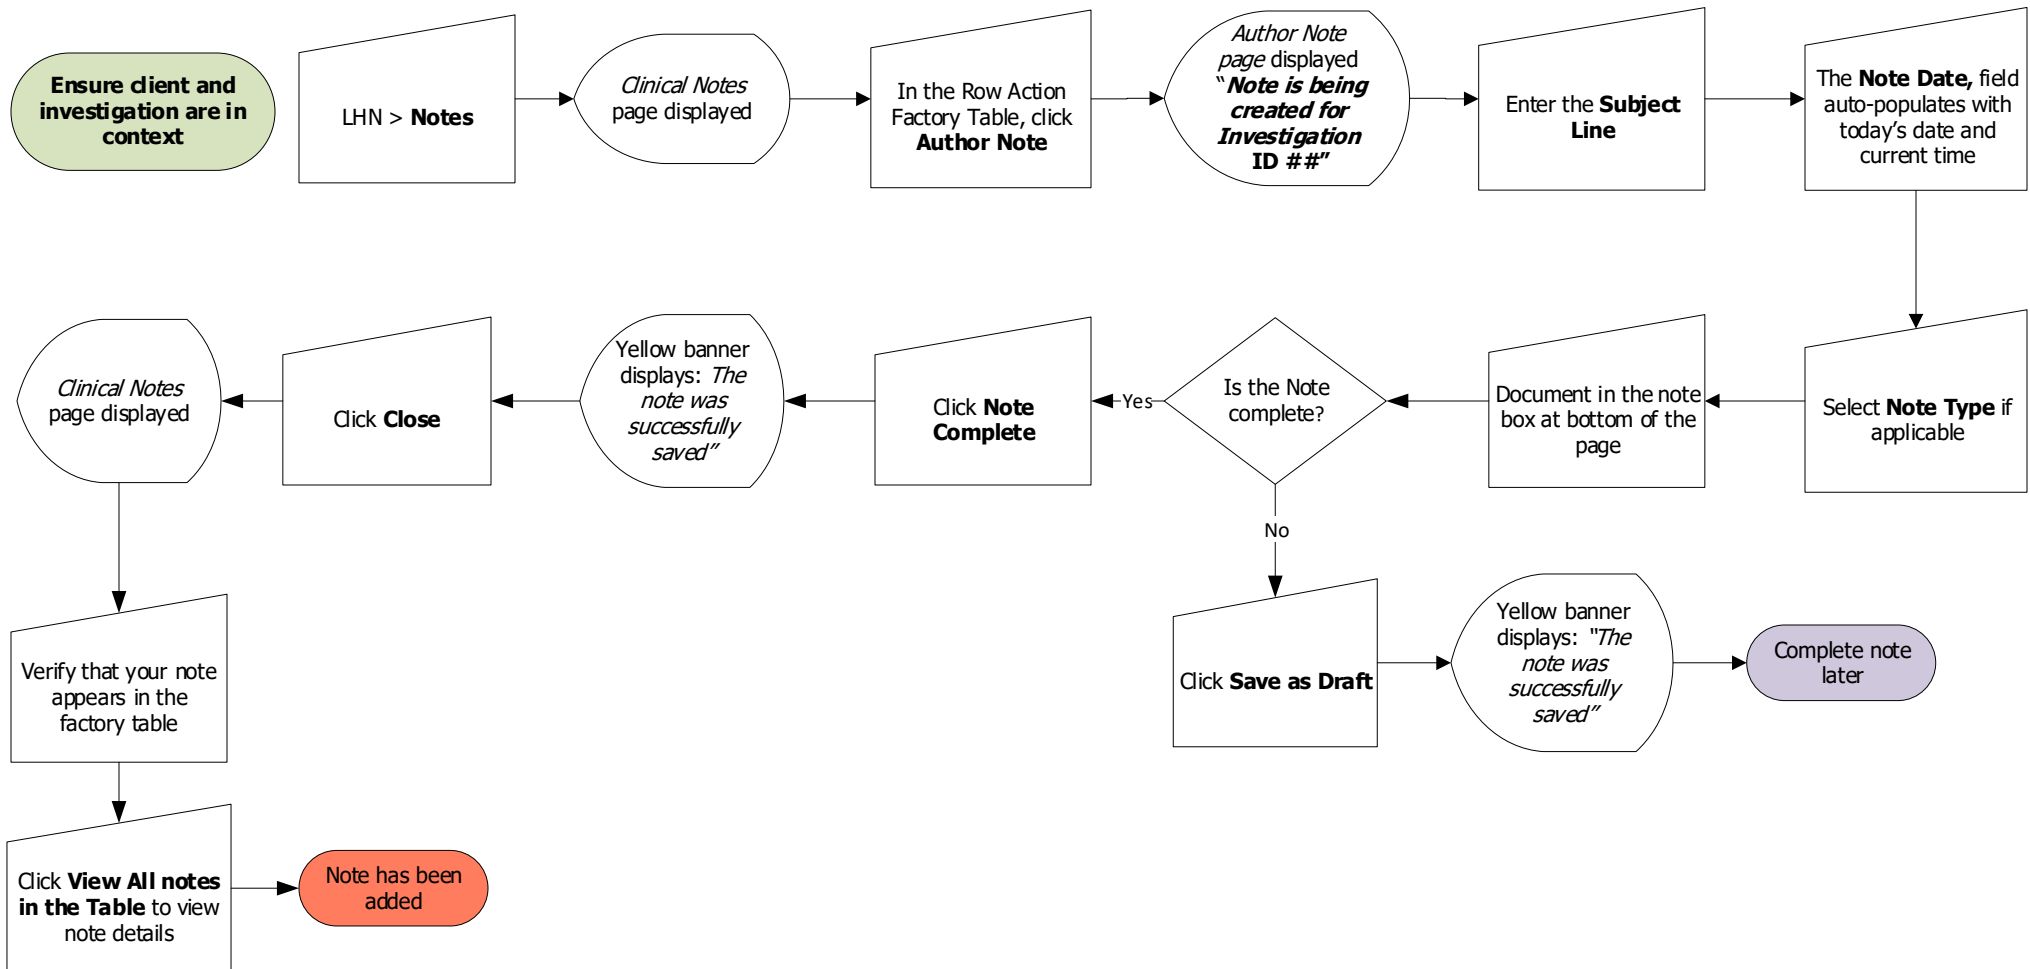 Ensure client and
investigation are in
context
LHN > Notes
Clinical Notes
page displayed
In the Row Action
Factory Table, click
Author Note
Author Note
page displayed
“Note is being
created for
Investigation
ID ##”
Enter the Subject
Line
The Note Date, field
auto-populates with
today’s date and
current time
Select Note Type if
applicable
Document in the note
box at bottom of the
page
Is the Note
complete?
Yes
Click Note
Complete
Yellow banner
displays: The
note was
successfully
saved”
Click Close
Clinical Notes
page displayed
No
Click Save as Draft
Yellow banner
displays: "The
note was
successfully
saved”
Complete note
later
Verify that your note
appears in the
factory table
Click View All notes
in the Table to view
note details
Note has been
added